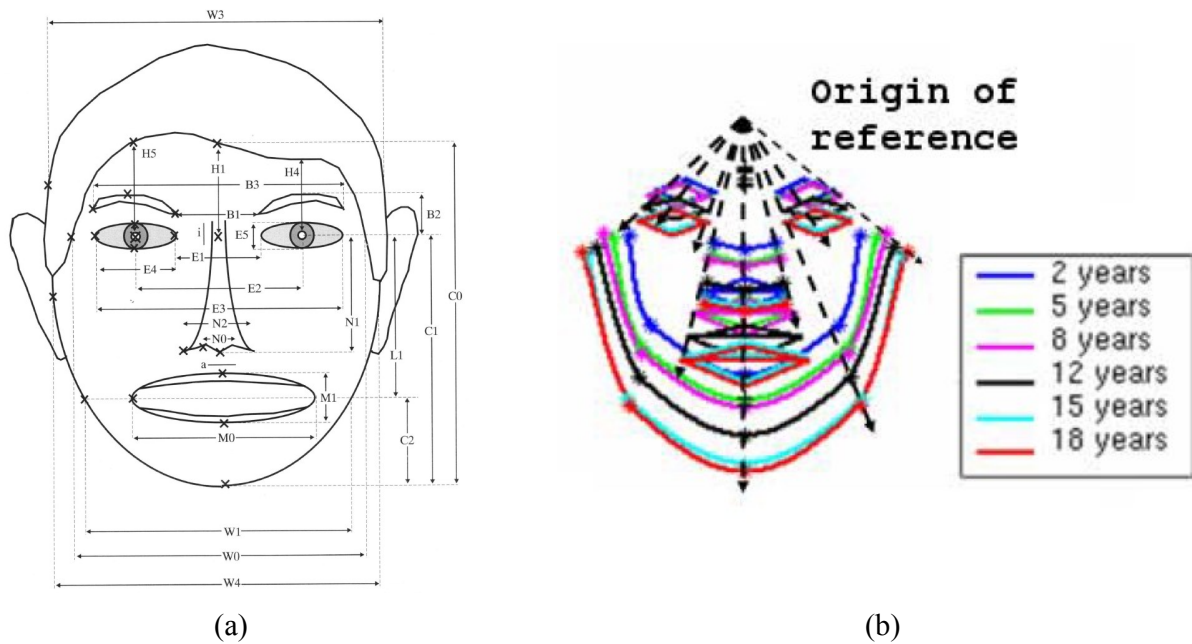 W3
H5
H1
H4
B3
B2
B1
i
E5
E1
E4
E2
C0
E3
N2
N1
C1
N0
L1
a
M1
M0
C2
W1
W0
W4
(a)
Origin of
reference
2 years
5 years
8 years
12 years
15 years
18 years
(b)